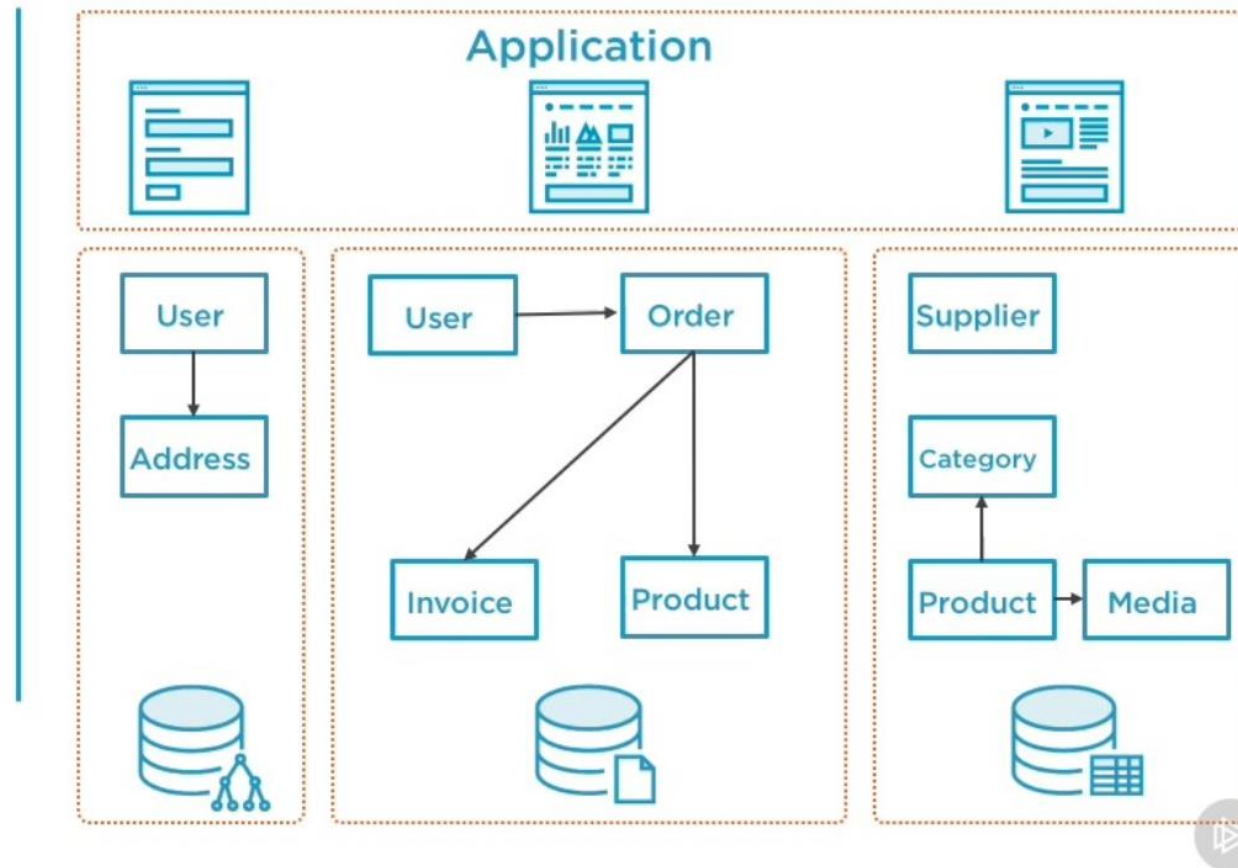 Application
User
Address
User
Order
Invoice
Product
Supplier
Category
Product
Media